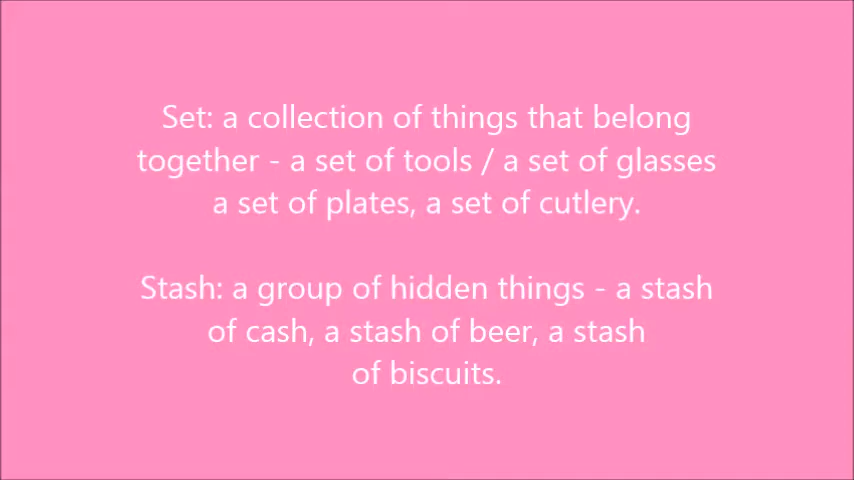 Set: a collection of things that belong
together - a set of tools / a set of glasses
a set of plates, a set of cutlery.
Stash: a group of hidden things - a stash
of cash, a stash of beer, a stash
of biscuits.